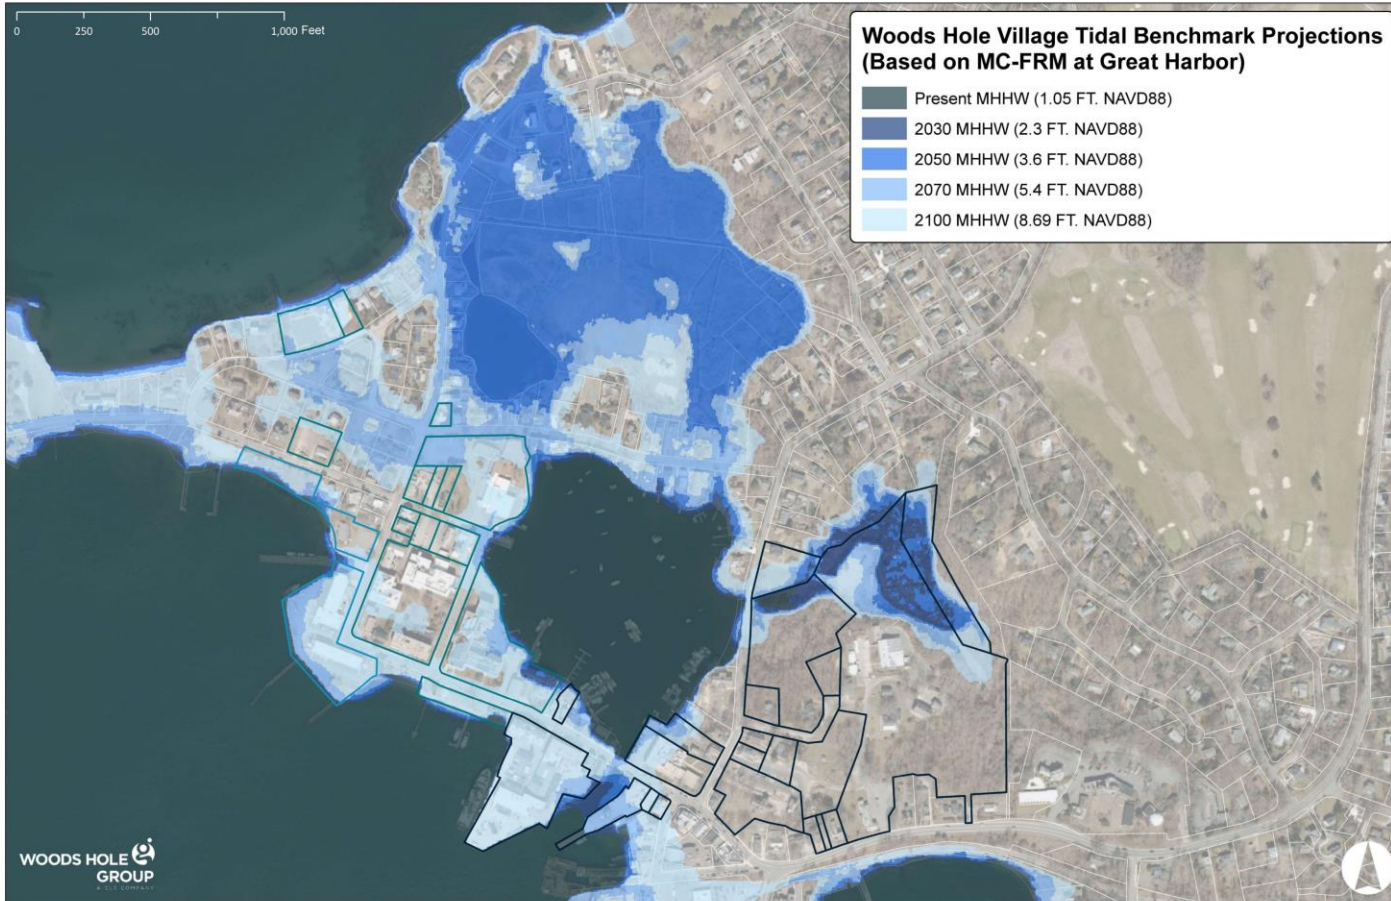 0 250 500 1,000 Feet
Woods Hole Village Tidal Benchmark Projections
(Based on MC-FRM at Great Harbor)
Present MHHW (1.05 FT. NAVD88)
2030 MHHW (2.3 FT. NAVD88)
2050 MHHW (3.6 FT. NAVD88)
2070 MHHW (5.4 FT. NAVD88)
2100 MHHW (8.69 FT. NAVD88)
WOODS HOLE
GROUP
A CLS COMPANY